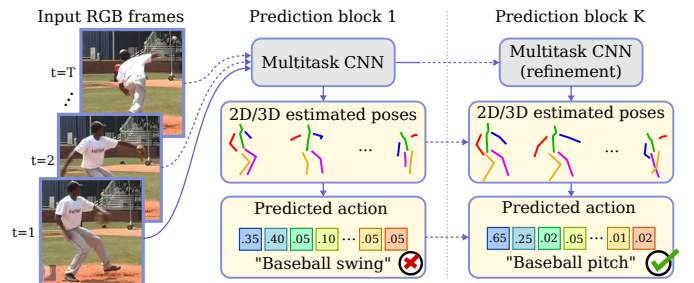 Input RGB frames
t=T
t=2
t=1
Prediction block 1
Multitask CNN
2D/3D estimated poses
...
Predicted action
.35 .40 .05 .10 ... .05 .05
"Baseball swing"
Prediction block K
Multitask CNN
(refinement)
2D/3D estimated poses
...
Predicted action
.65 .25 .02 .05 ... .01 .02
"Baseball pitch"